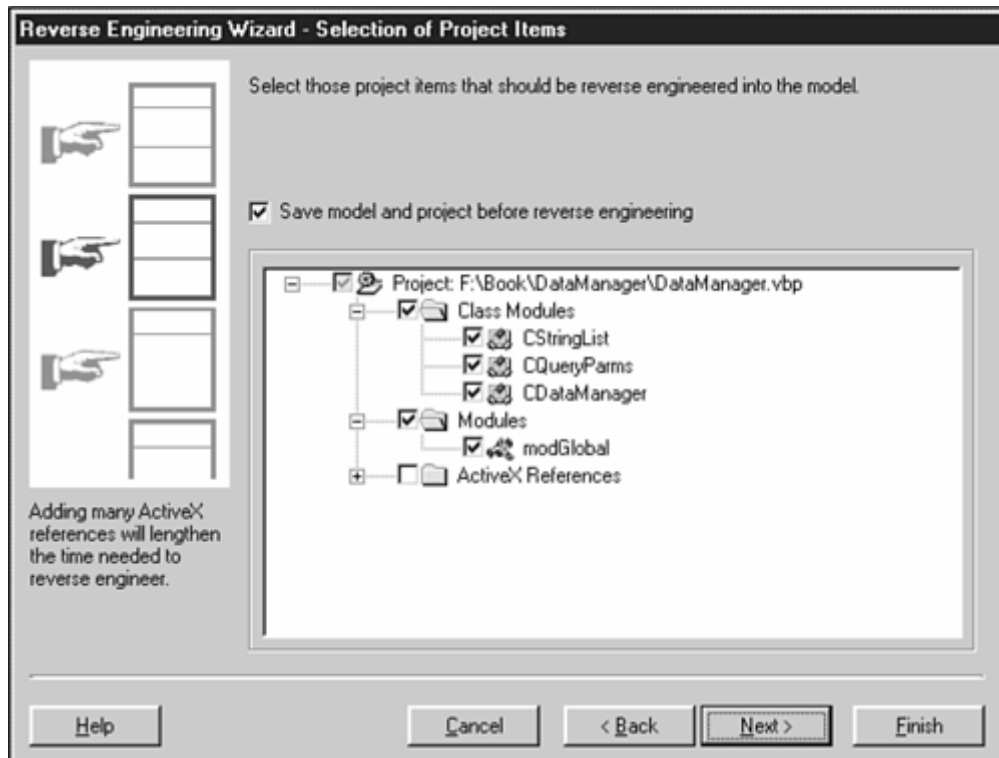 Reverse Engineering Wizard - Selection of Project Items
Select those project items that should be reverse engineered into the model.
Save model and project before reverse engineering
Project: F:\Book\DataManager\DataManager.vbp
Class Modules
CStringList
CQueryParms
CDataManager
Modules
modGlobal
ActiveX References
Adding many ActiveX
references will lengthen
the time needed to
reverse engineer.
Help
Cancel
< Back
Next >
Finish